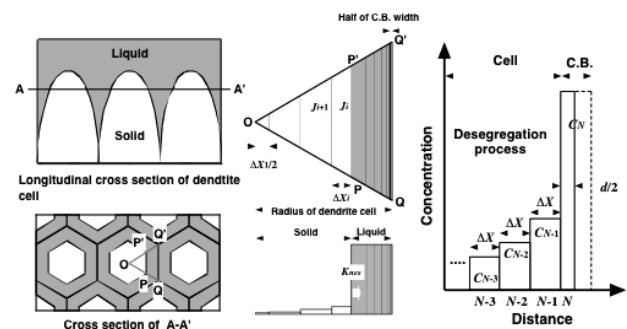 Liquid
A
A'
Solid
Longitudinal cross section of dendtite
cell
P'
Q'
O
P
Q
Cross section of A-A'
Half of C.B. width
Q'
P'
Ji+1
Ji
O
ΔX1/2
P
ΔXi
Q
Radius of dendrite cell
Solid
Liquid
Knes
Cell
C.B.
CN
Desegregation
process
d/2
ΔX
ΔX
CN-1
ΔX
CN-2
CN-3
N-3
N-2
N-1
N
Concentration
Distance